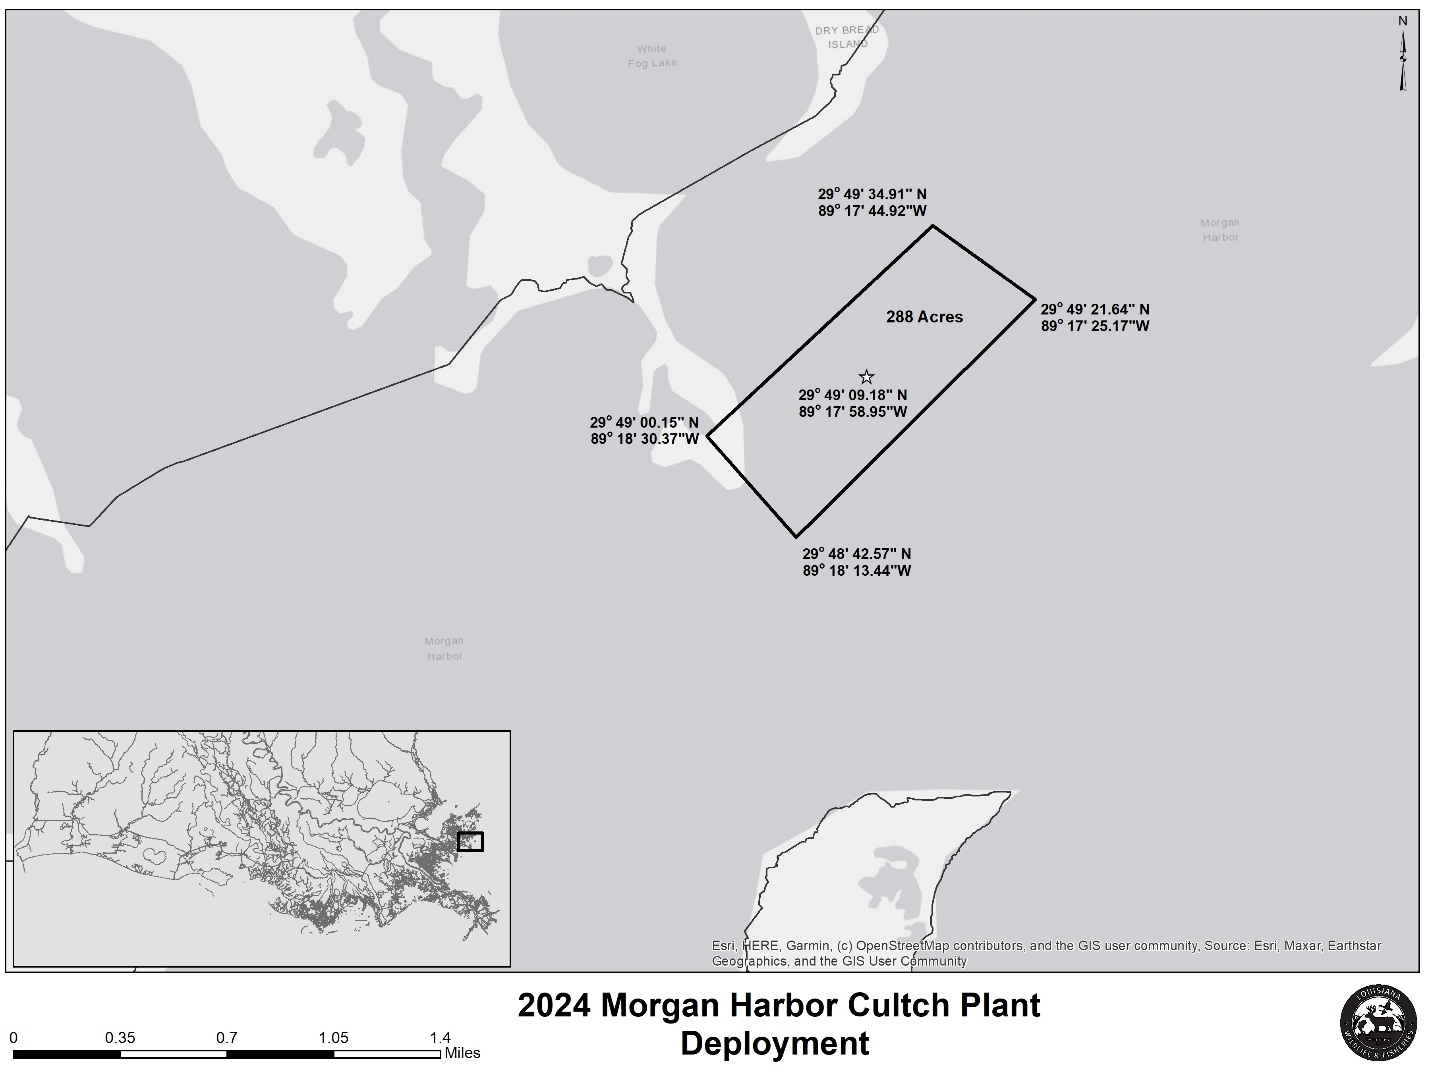 DRY BREAD
ISLAND
N
White
Fog Lake
29° 49' 34.91" N
89° 17' 44.92"W
Morgan
Harbor
288 Acres
29° 49' 21.64" N
89° 17' 25.17"W
29° 49' 09.18" N
89° 17' 58.95"W
29° 49' 00.15" N
89° 18' 30.37"W
29° 48' 42.57" N
89° 18' 13.44"W
Morgan
Harbor
Esri, HERE, Garmin, (c) OpenStreetMap contributors, and the GIS user community, Source: Esri, Maxar, Earthstar
Geographics, and the GIS User Community
2024 Morgan Harbor Cultch Plant
Deployment
0 0.35 0.7 1.05 1.4
Miles
LOUISIANA
WILDLIFE & FISHERIES